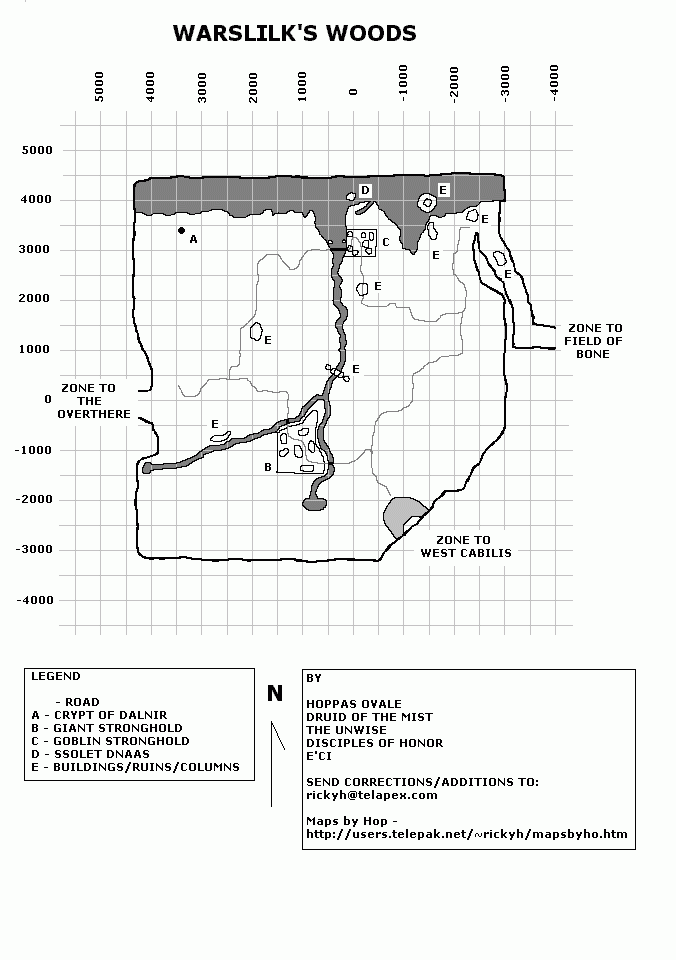 WARSLILK'S WOODS
5000 4000 3000 2000 1000 0 -1000 -2000 -3000 -4000
5000
4000
3000
2000
1000
0
-1000
-2000
-3000
-4000
D
E
E
A
C
E
E
E
E
ZONE TO
FIELD OF
BONE
E
ZONE TO
THE
OVERTHERE
E
B
ZONE TO
WEST CABILIS
LEGEND
- ROAD
A - CRYPT OF DALNIR
B - GIANT STRONGHOLD
C - GOBLIN STRONGHOLD
D - SSOLET DNAAS
E - BUILDINGS/RUINS/COLUMNS
N
BY
HOPPAS OVALE
DRUID OF THE MIST
THE UNWISE
DISCIPLES OF HONOR
E'CI
SEND CORRECTIONS/ADDITIONS TO:
rickyh@telapex.com
Maps by Hop -
http://users.telepak.net/~rickyh/mapsbyho.htm